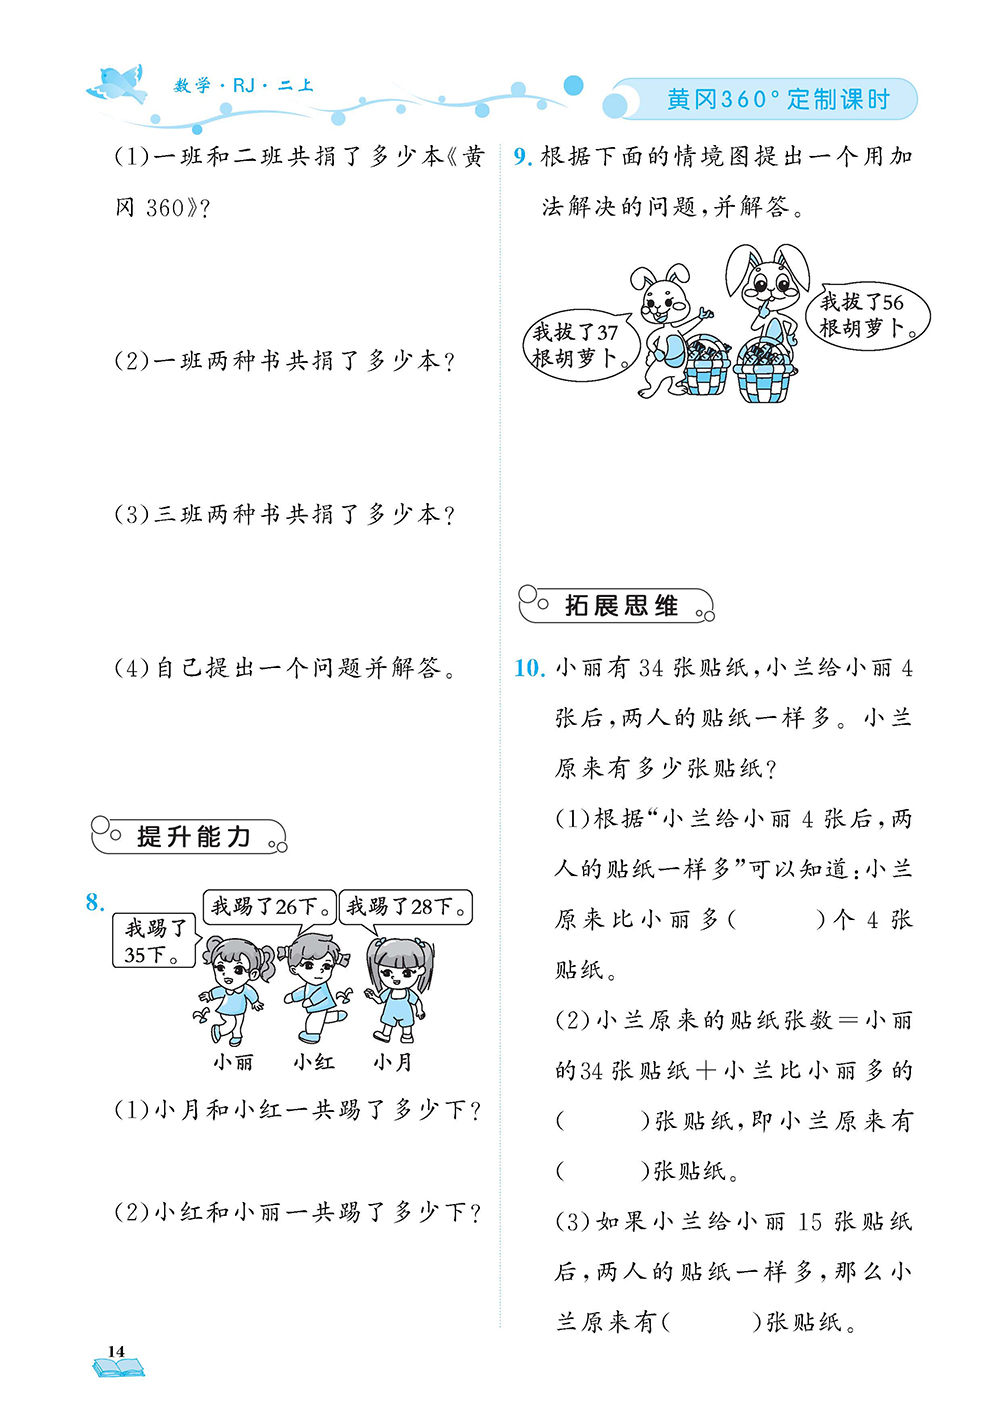 数学·RJ·二上
黄冈360°定制课时
(1)一班和二班共捐了多少本《黄
冈 360》?
(2)一班两种书共捐了多少本?
(3)三班两种书共捐了多少本?
(4)自己提出一个问题并解答。
提升能力
8.
我踢了
35下。
我踢了26下。
我踢了28下。
小丽
小红
小月
(1)小月和小红一共踢了多少下?
(2)小红和小丽一共踢了多少下?
9. 根据下面的情境图提出一个用加
法解决的问题,并解答。
我拔了37
根胡萝卜。
我拔了56
根胡萝卜。
拓展思维
10. 小丽有 34 张贴纸,小兰给小丽 4
张后,两人的贴纸一样多。小兰
原来有多少张贴纸?
(1)根据“小兰给小丽 4 张后,两
人的贴纸一样多”可以知道:小兰
原来比小丽多(  )个 4 张
贴纸。
(2)小兰原来的贴纸张数=小丽
的34张贴纸+小兰比小丽多的
(  )张贴纸,即小兰原来有
(  )张贴纸。
(3)如果小兰给小丽 15 张贴纸
后,两人的贴纸一样多,那么小
兰原来有(  )张贴纸。
14